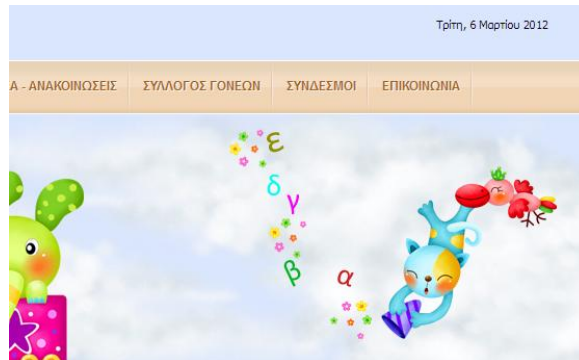 Τρίτη, 6 Μαρτίου 2012
Α - ΑΝΑΚΟΙΝΩΣΕΙΣ ΣΥΛΛΟΓΟΣ ΓΟΝΕΩΝ ΣΥΝΔΕΣΜΟΙ ΕΠΙΚΟΙΝΩΝΙΑ
ε
δ
γ
β
α